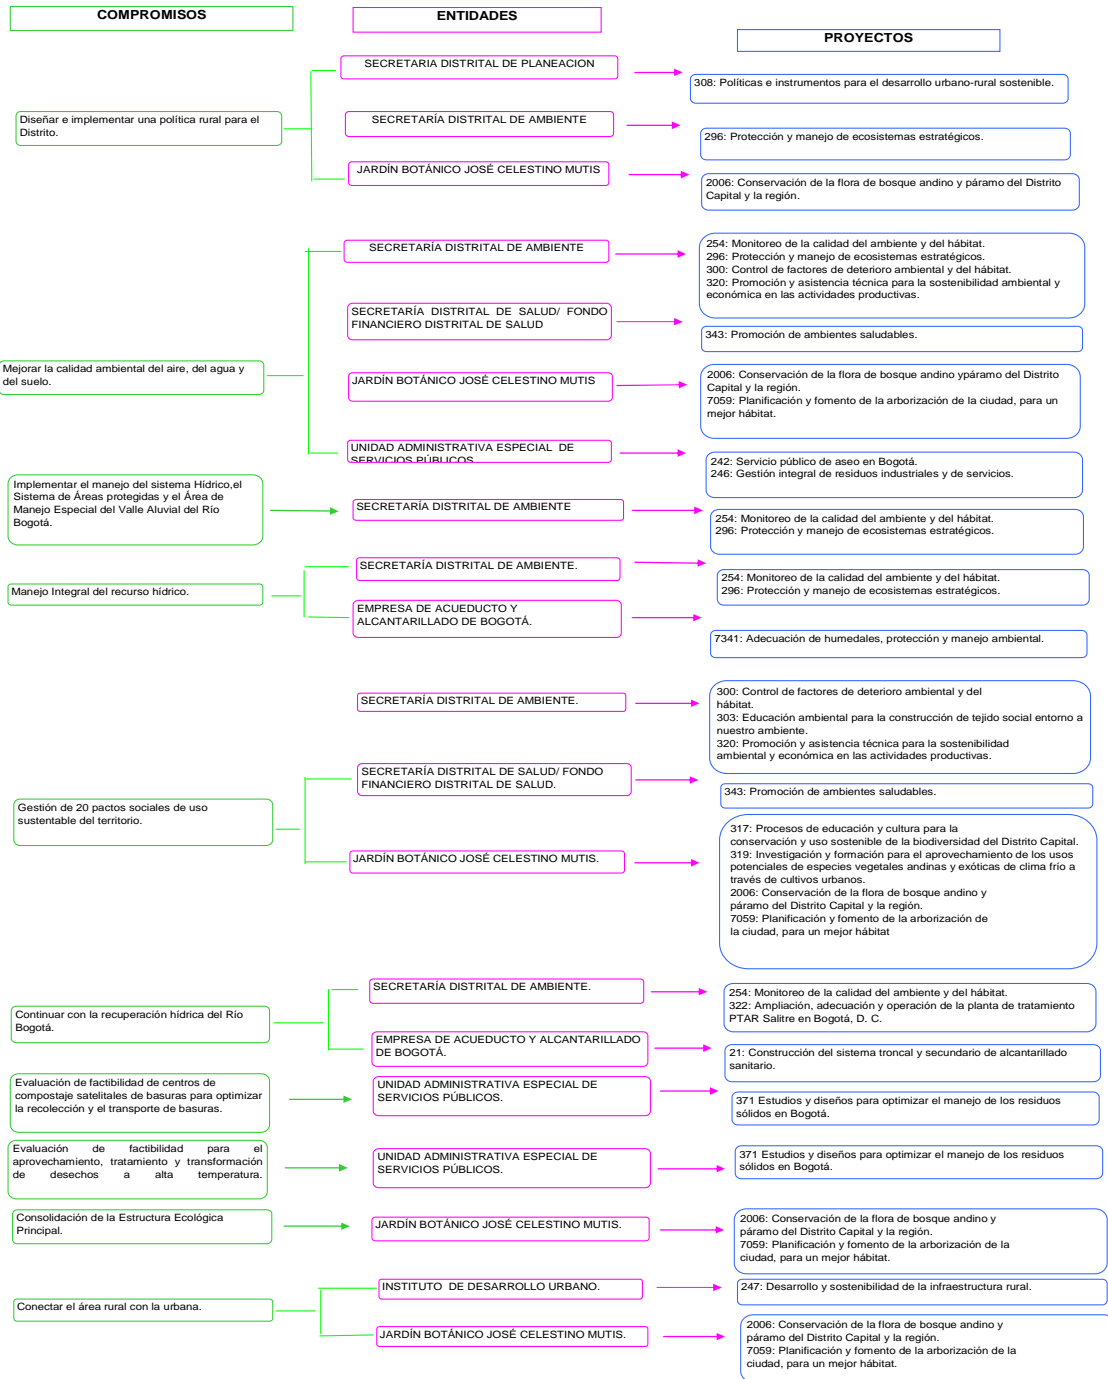 COMPROMISOS
ENTIDADES
PROYECTOS
Diseñar e implementar una política rural para el
Distrito.
SECRETARIA DISTRITAL DE PLANEACION
308: Políticas e instrumentos para el desarrollo urbano-rural sostenible.
SECRETARÍA DISTRITAL DE AMBIENTE
296: Protección y manejo de ecosistemas estratégicos.
JARDÍN BOTÁNICO JOSÉ CELESTINO MUTIS
2006: Conservación de la flora de bosque andino y páramo del Distrito
Capital y la región.
Mejorar la calidad ambiental del aire, del agua y
del suelo.
SECRETARÍA DISTRITAL DE AMBIENTE
254: Monitoreo de la calidad del ambiente y del hábitat.
296: Protección y manejo de ecosistemas estratégicos.
300: Control de factores de deterioro ambiental y del hábitat.
320: Promoción y asistencia técnica para la sostenibilidad ambiental y
económica en las actividades productivas.
SECRETARÍA DISTRITAL DE SALUD/ FONDO
FINANCIERO DISTRITAL DE SALUD
343: Promoción de ambientes saludables.
JARDÍN BOTÁNICO JOSÉ CELESTINO MUTIS
2006: Conservación de la flora de bosque andino ypáramo del Distrito
Capital y la región.
7059: Planificación y fomento de la arborización de la ciudad, para un
mejor hábitat.
UNIDAD ADMINISTRATIVA ESPECIAL DE
SERVICIOS PÚBLICOS
242: Servicio público de aseo en Bogotá.
246: Gestión integral de residuos industriales y de servicios.
Implementar el manejo del sistema Hídrico,el
Sistema de Áreas protegidas y el Área de
Manejo Especial del Valle Aluvial del Río
Bogotá.
SECRETARÍA DISTRITAL DE AMBIENTE
254: Monitoreo de la calidad del ambiente y del hábitat.
296: Protección y manejo de ecosistemas estratégicos.
Manejo Integral del recurso hídrico.
SECRETARÍA DISTRITAL DE AMBIENTE.
254: Monitoreo de la calidad del ambiente y del hábitat.
296: Protección y manejo de ecosistemas estratégicos.
EMPRESA DE ACUEDUCTO Y
ALCANTARILLADO DE BOGOTÁ.
7341: Adecuación de humedales, protección y manejo ambiental.
Gestión de 20 pactos sociales de uso
sustentable del territorio.
SECRETARÍA DISTRITAL DE AMBIENTE.
300: Control de factores de deterioro ambiental y del
hábitat.
303: Educación ambiental para la construcción de tejido social entorno a
nuestro ambiente.
320: Promoción y asistencia técnica para la sostenibilidad
ambiental y económica en las actividades productivas.
SECRETARÍA DISTRITAL DE SALUD/ FONDO
FINANCIERO DISTRITAL DE SALUD.
343: Promoción de ambientes saludables.
JARDÍN BOTÁNICO JOSÉ CELESTINO MUTIS.
317: Procesos de educación y cultura para la
conservación y uso sostenible de la biodiversidad del Distrito Capital.
319: Investigación y formación para el aprovechamiento de los usos
potenciales de especies vegetales andinas y exóticas de clima frío a
través de cultivos urbanos.
2006: Conservación de la flora de bosque andino y
páramo del Distrito Capital y la región.
7059: Planificación y fomento de la arborización de
la ciudad, para un mejor hábitat
Continuar con la recuperación hídrica del Río
Bogotá.
SECRETARÍA DISTRITAL DE AMBIENTE.
254: Monitoreo de la calidad del ambiente y del hábitat.
322: Ampliación, adecuación y operación de la planta de tratamiento
PTAR Salitre en Bogotá, D. C.
EMPRESA DE ACUEDUCTO Y ALCANTARILLADO
DE BOGOTÁ.
21: Construcción del sistema troncal y secundario de alcantarillado
sanitario.
Evaluación de factibilidad de centros de
compostaje satelitales de basuras para optimizar
la recolección y el transporte de basuras.
UNIDAD ADMINISTRATIVA ESPECIAL DE
SERVICIOS PÚBLICOS.
371 Estudios y diseños para optimizar el manejo de los residuos
sólidos en Bogotá.
Evaluación de factibilidad para el
aprovechamiento, tratamiento y transformación
de desechos a alta temperatura.
UNIDAD ADMINISTRATIVA ESPECIAL DE
SERVICIOS PÚBLICOS.
371 Estudios y diseños para optimizar el manejo de los residuos
sólidos en Bogotá.
Consolidación de la Estructura Ecológica
Principal.
JARDÍN BOTÁNICO JOSÉ CELESTINO MUTIS.
2006: Conservación de la flora de bosque andino y
páramo del Distrito Capital y la región.
7059: Planificación y fomento de la arborización de la
ciudad, para un mejor hábitat.
Conectar el área rural con la urbana.
INSTITUTO DE DESARROLLO URBANO.
247: Desarrollo y sostenibilidad de la infraestructura rural.
JARDÍN BOTÁNICO JOSÉ CELESTINO MUTIS.
2006: Conservación de la flora de bosque andino y
páramo del Distrito Capital y la región.
7059: Planificación y fomento de la arborización de la
ciudad, para un mejor hábitat.